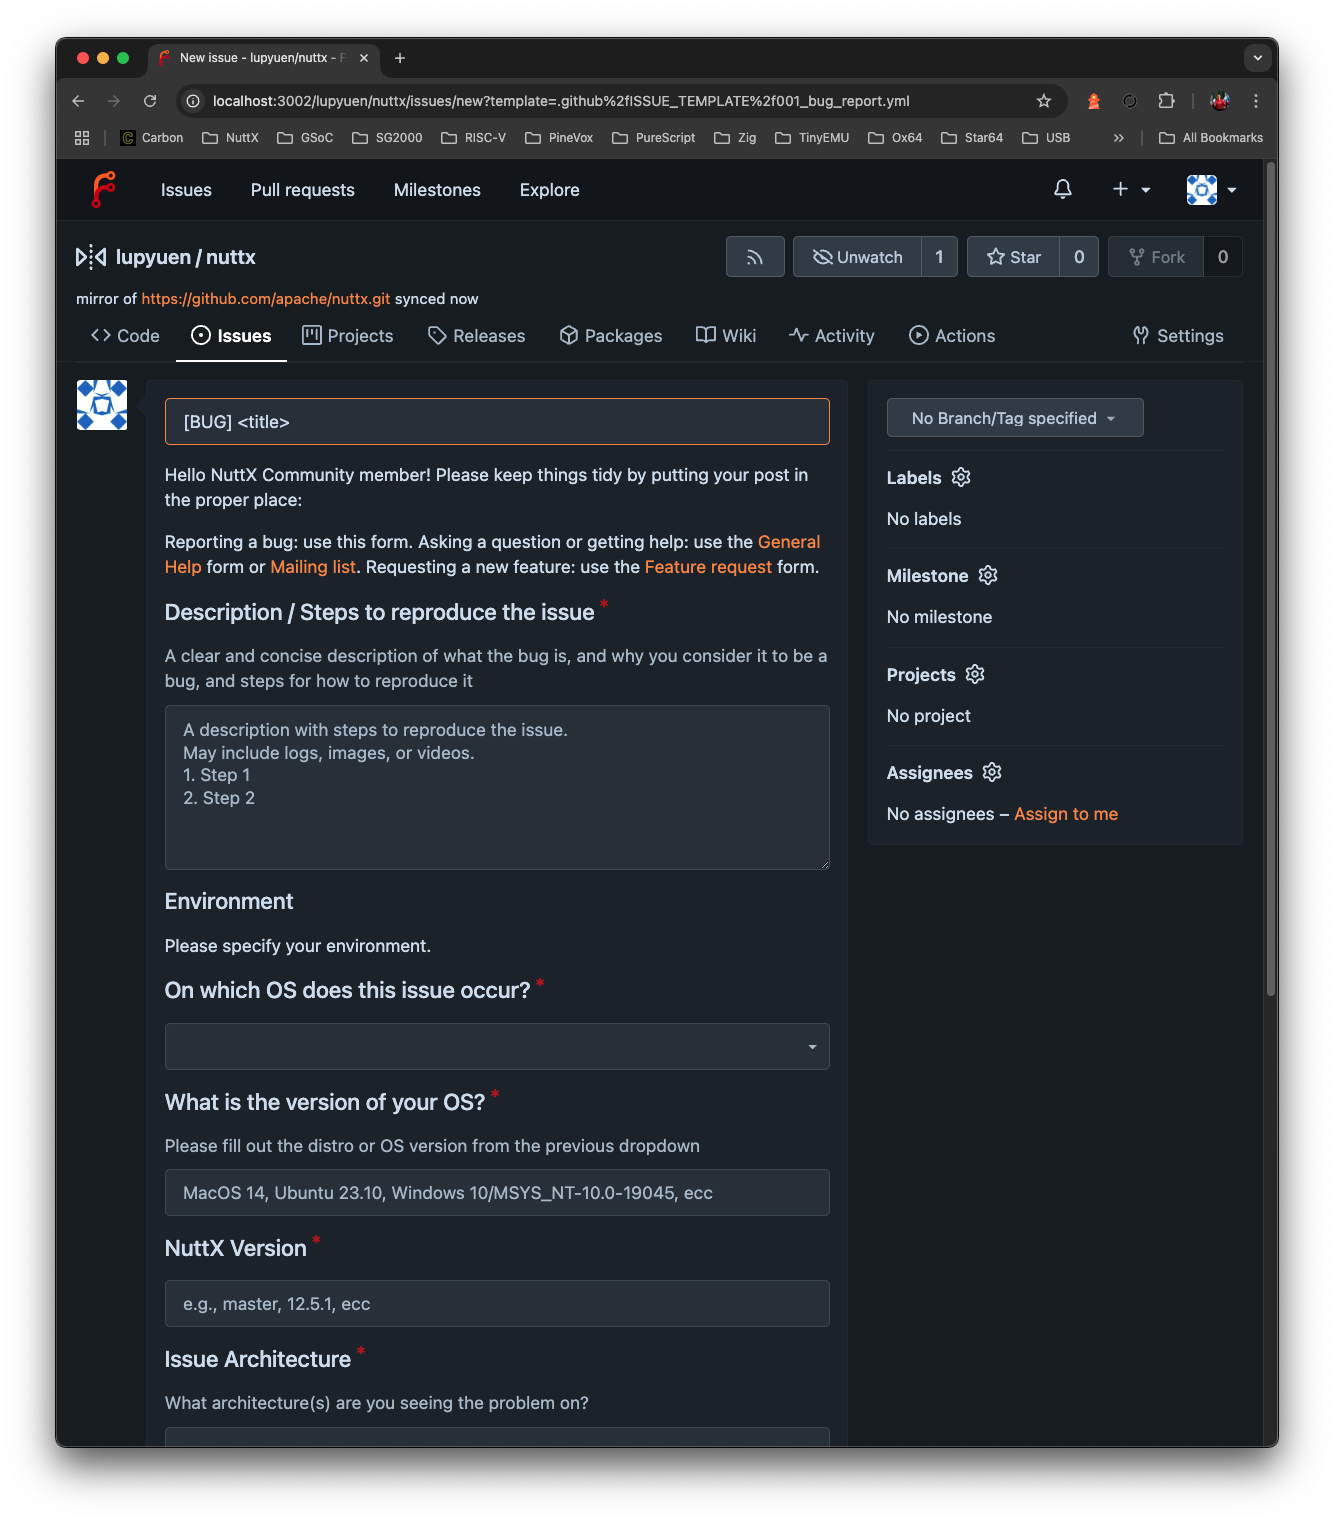 New issue - lupyuen/nuttx - F
localhost:3002/lupyuen/nuttx/issues/new?template=.github%2fISSUE_TEMPLATE%2f001_bug_report.yml
Carbon NuttX GSoC SG2000 RISC-V PineVox PureScript Zig TinyEMU Ox64 Star64 USB » All Bookmarks
Issues Pull requests Milestones Explore
lupyuen / nuttx Unwatch 1 Star 0 Fork 0
mirror of https://github.com/apache/nuttx.git synced now
Code Issues Projects Releases Packages Wiki Activity Actions Settings
[BUG] <title>
Hello NuttX Community member! Please keep things tidy by putting your post in
the proper place:
Reporting a bug: use this form. Asking a question or getting help: use the General
Help form or Mailing list. Requesting a new feature: use the Feature request form.
Description / Steps to reproduce the issue *
A clear and concise description of what the bug is, and why you consider it to be a
bug, and steps for how to reproduce it
A description with steps to reproduce the issue.
May include logs, images, or videos.
1. Step 1
2. Step 2
Environment
Please specify your environment.
On which OS does this issue occur? *
What is the version of your OS? *
Please fill out the distro or OS version from the previous dropdown
MacOS 14, Ubuntu 23.10, Windows 10/MSYS_NT-10.0-19045, ecc
NuttX Version *
e.g., master, 12.5.1, ecc
Issue Architecture *
What architecture(s) are you seeing the problem on?
No Branch/Tag specified
Labels
No labels
Milestone
No milestone
Projects
No project
Assignees
No assignees – Assign to me